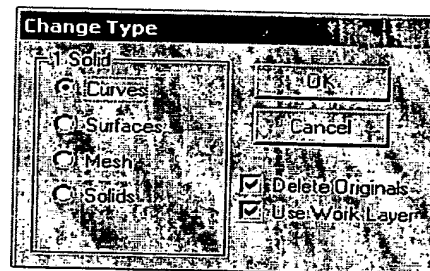 Change Type
1 Solid
Curves
Surfaces
Mesh
Solids
OK
Cancel
Delete Originals
Use Work Layer